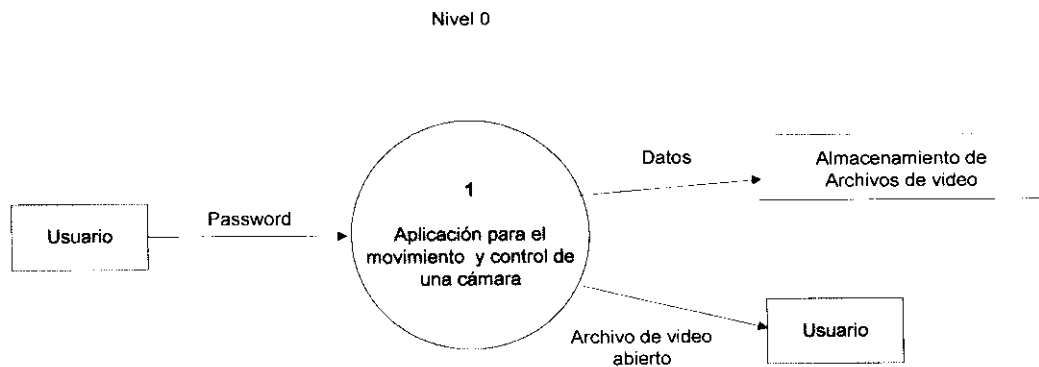 Nivel 0
Usuario
Password
1
Aplicación para el
movimiento y control de
una cámara
Datos
Almacenamiento de
Archivos de video
Archivo de video
abierto
Usuario